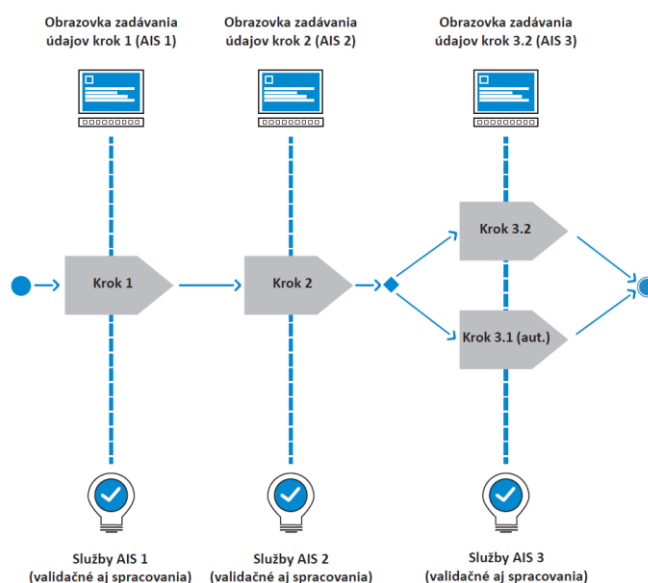 Obrazovka zadávania
údajov krok 1 (AIS 1)
Obrazovka zadávania
údajov krok 2 (AIS 2)
Obrazovka zadávania
údajov krok 3.2 (AIS 3)
Krok 3.2
Krok 1
Krok 2
Krok 3.1 (aut.)
Služby AIS 1
(validačné aj spracovania)
Služby AIS 2
(validačné aj spracovania)
Služby AIS 3
(validačné aj spracovania)